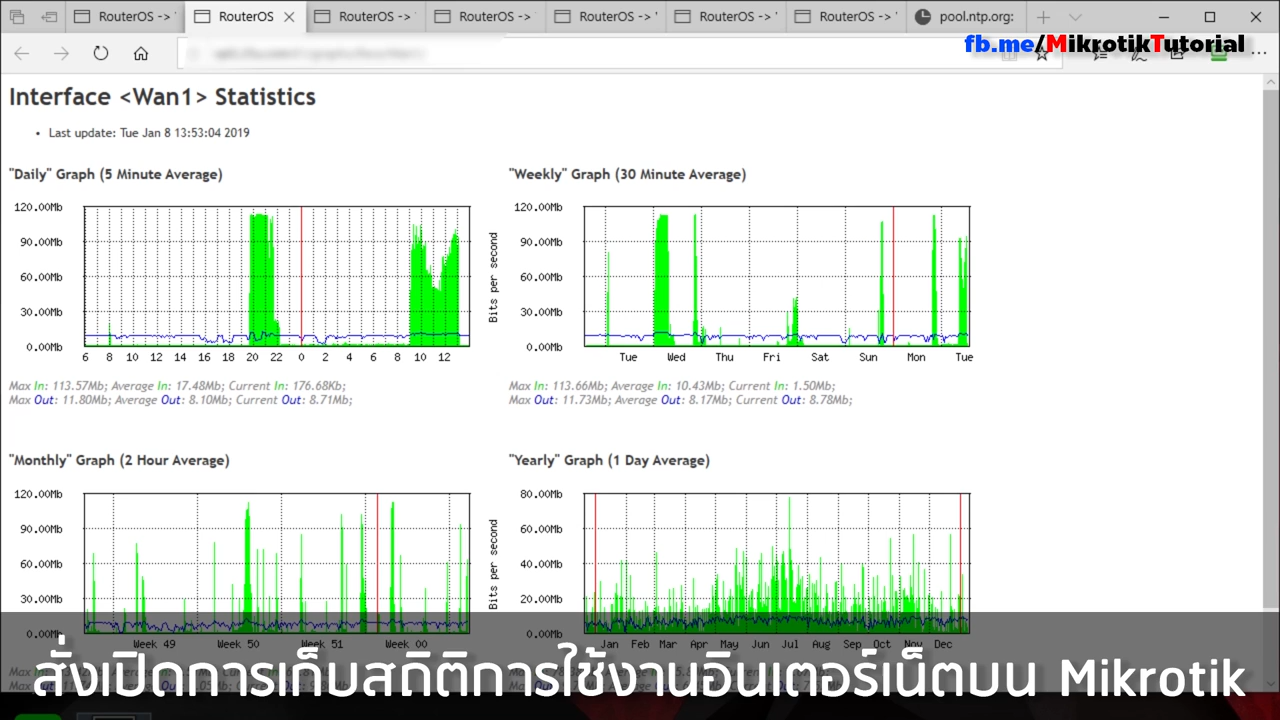 RouterOS -> RouterOS RouterOS -> RouterOS -> RouterOS -> ' RouterOS -> ' RouterOS -> ' pool.ntp.org:
fb.me/MikrotikTutorial
Interface <Wan1> Statistics
• Last update: Tue Jan 8 13:53:04 2019
"Daily" Graph (5 Minute Average)
120.00Mb
90.00Mb
60.00Mb
30.00Mb
0.00Mb
6 8 10 12 14 16 18 20 22 0 2 4 6 8 10 12
Max In: 113.57Mb; Average In: 17.48Mb; Current In: 176.68Kb;
Max Out: 11.80Mb; Average Out: 8.10Mb; Current Out: 8.71Mb;
"Weekly" Graph (30 Minute Average)
Bits per second
120.00Mb
90.00Mb
60.00Mb
30.00Mb
0.00Mb
Tue Wed Thu Fri Sat Sun Mon Tue
Max In: 113.66Mb; Average In: 10.43Mb; Current In: 1.50Mb;
Max Out: 11.73Mb; Average Out: 8.17Mb; Current Out: 8.78Mb;
"Monthly" Graph (2 Hour Average)
120.00Mb
90.00Mb
60.00Mb
30.00Mb
0.00Mb
Week 49 Week 50 Week 51 Week 00
"Yearly" Graph (1 Day Average)
Bits per second
80.00Mb
60.00Mb
40.00Mb
20.00Mb
0.00Mb
Jan Feb Mar Apr May Jun Jul Aug Sep Oct Nov Dec
สั่งเปิดการเก็บสถิติการใช้งานอินเตอร์เน็ตบน Mikrotik